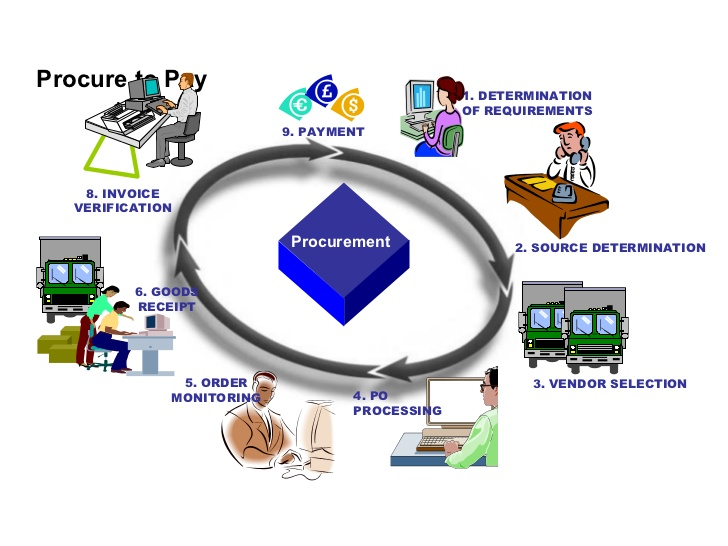 Procure to Pay
1. DETERMINATION
OF REQUIREMENTS
9. PAYMENT
8. INVOICE
VERIFICATION
Procurement
2. SOURCE DETERMINATION
6. GOODS
RECEIPT
3. VENDOR SELECTION
5. ORDER
MONITORING
4. PO
PROCESSING